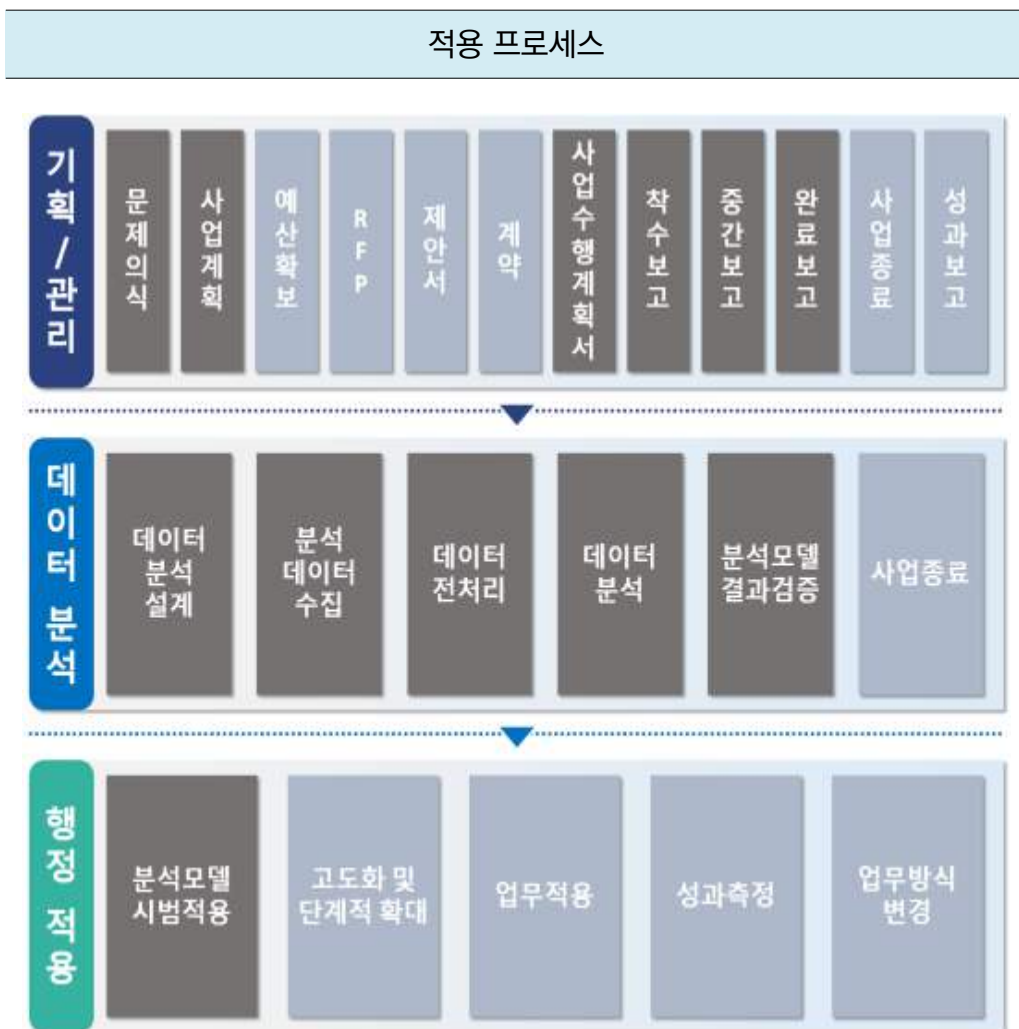 적용 프로세스
기획/관리
문제의식
사업계획
예산확보
RFP
제안서
계약
사업수행계획서
착수보고
중간보고
완료보고
사업종료
성과보고
데이터 분석
데이터
분석
설계
분석
데이터
수집
데이터
전처리
데이터
분석
분석모델
결과검증
사업종료
행정 적용
분석모델
시범적용
고도화 및
단계적 확대
업무적용
성과측정
업무방식
변경